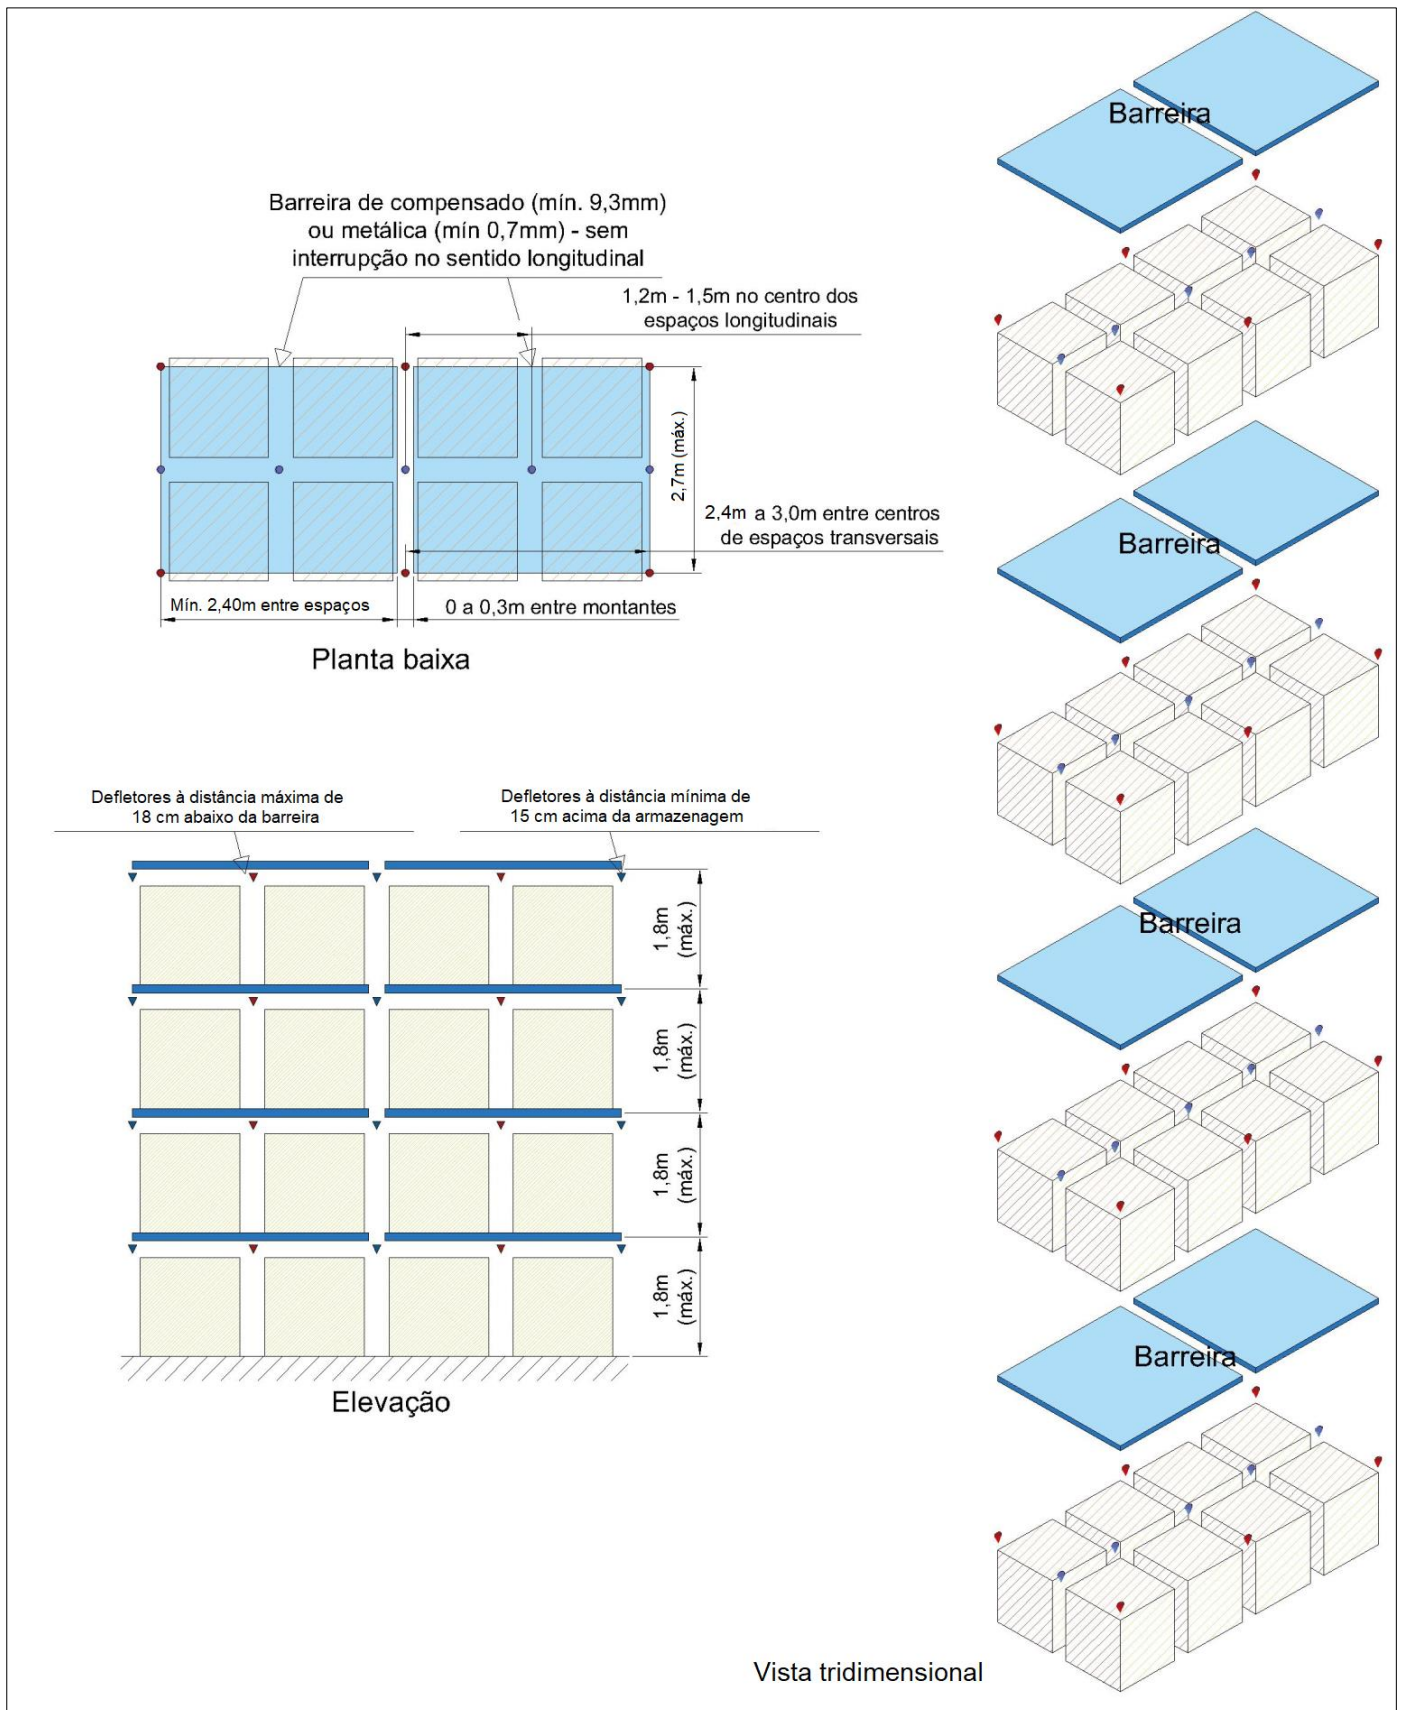 Barreira
Barreira de compensado (mín. 9,3mm)
ou metálica (mín 0,7mm) - sem
interrupção no sentido longitudinal
1,2m - 1,5m no centro dos
espaços longitudinais
2,7m (máx.)
2,4m a 3,0m entre centros
de espaços transversais
Mín. 2,40m entre espaços
0 a 0,3m entre montantes
Planta baixa
Barreira
Defletores à distância máxima de
18 cm abaixo da barreira
Defletores à distância mínima de
15 cm acima da armazenagem
1,8m
(máx.)
1,8m
(máx.)
1,8m
(máx.)
1,8m
(máx.)
Elevação
Barreira
Barreira
Vista tridimensional